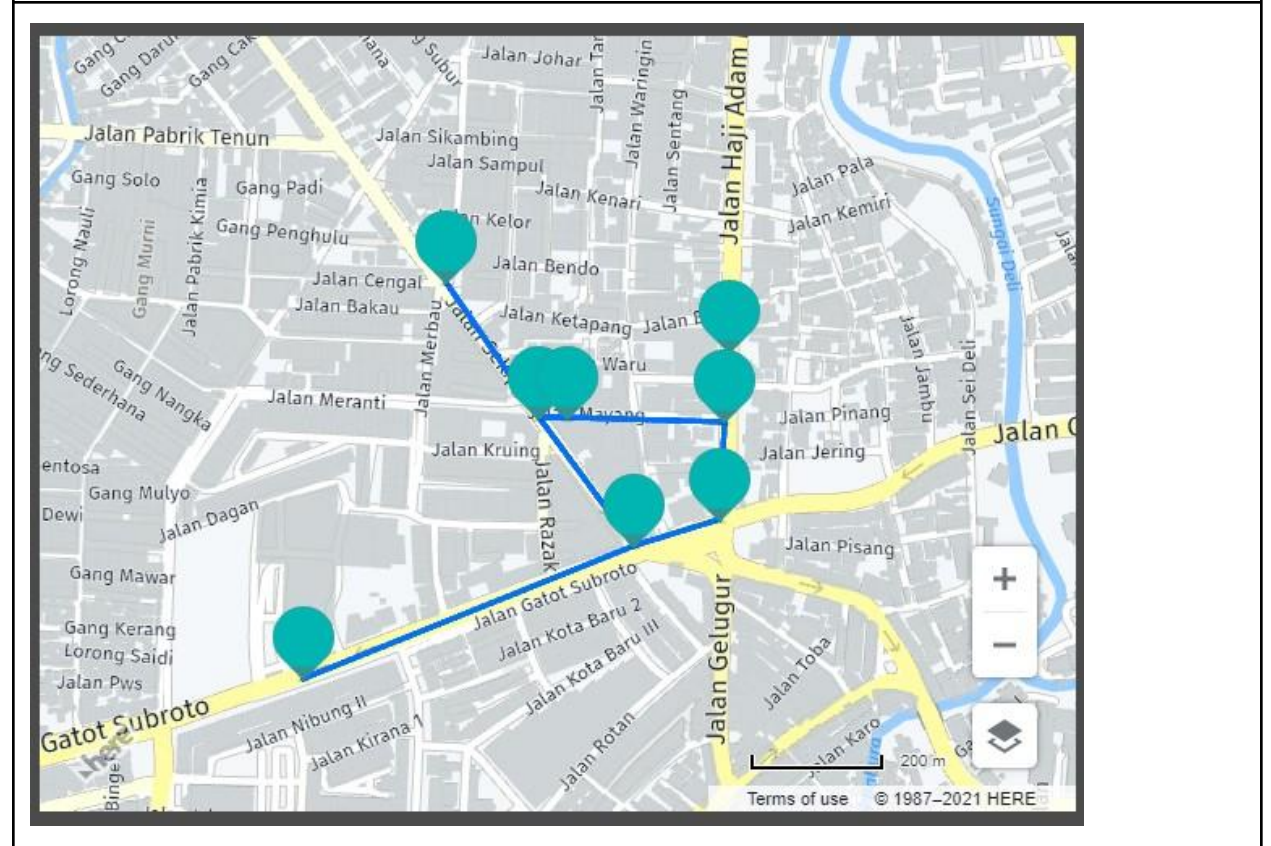 Jalan Johar
Jalan Haji Adam
Jalan Waringin
Jalan Sentang
Jalan Pabrik Tenun
Jalan Sikambing
Jalan Sampul
Jalan Pala
Gang Solo
Gang Padi
Jalan Kenari
Jalan Kemiri
Jalan Pabrik Kimia
Lorong Nauli
Gang Murni
Gang Penghulu
Kelor
Sungai Deli
Jalan Bendo
Jalan Cengal
Jalan Bakau
Jalan Merbau
Jalan Ketapang
Jalan
Waru
Jalan Jambu
Jalan Sei Deli
Gang Nangka
Sederhana
Jalan Meranti
Mayang
Jalan Pinang
Jalan Kruing
Jalan Jering
Jalan
entosa
Gang Mulyo
Dewi
Jalan Dagan
Jalan Razak
Jalan Pisang
Gang Mawar
Jalan Gatot Subroto
Jalan Kota Baru 2
Jalan Kota Baru III
Gang Kerang
Lorong Saidi
Jalan Pws
Jalan Gelugur
Jalan Toba
Gatot Subroto
Jalan Nibung II
Jalan Kirana 1
Jalan Rotan
Jalan Karo
+
−
200 m
here
Terms of use © 1987–2021 HERE